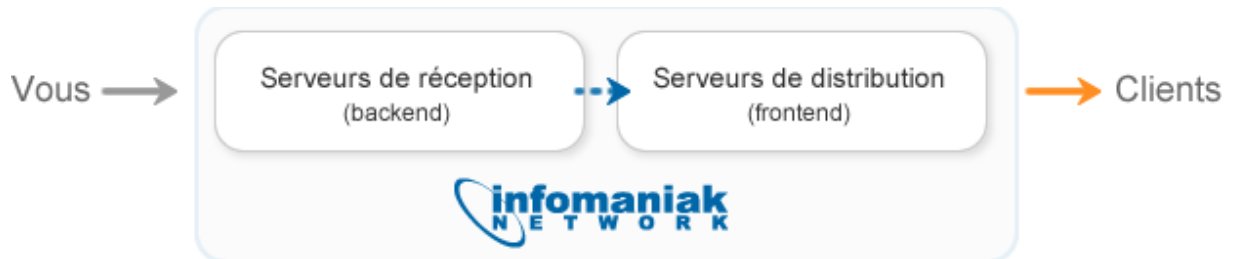 Vous
Serveurs de réception
(backend)
Serveurs de distribution
(frontend)
Clients
infomaniak
NETWORK